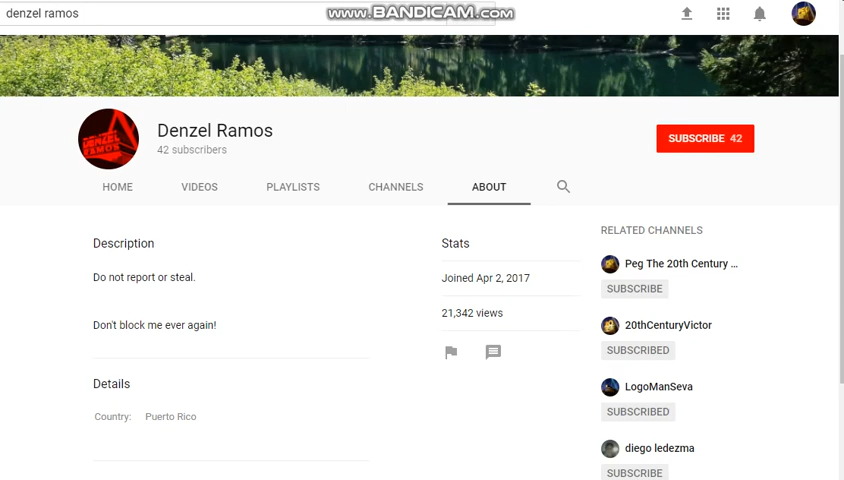 denzel ramos
www.BANDICAM.com
DENZEL
RAMOS
Denzel Ramos
42 subscribers
SUBSCRIBE 42
HOME VIDEOS PLAYLISTS CHANNELS ABOUT
Description
Do not report or steal.
Don't block me ever again!
Details
Country: Puerto Rico
Stats
Joined Apr 2, 2017
21,342 views
RELATED CHANNELS
Peg The 20th Century ...
SUBSCRIBE
20thCenturyVictor
SUBSCRIBED
LogoManSeva
SUBSCRIBED
diego ledezma
SUBSCRIBE